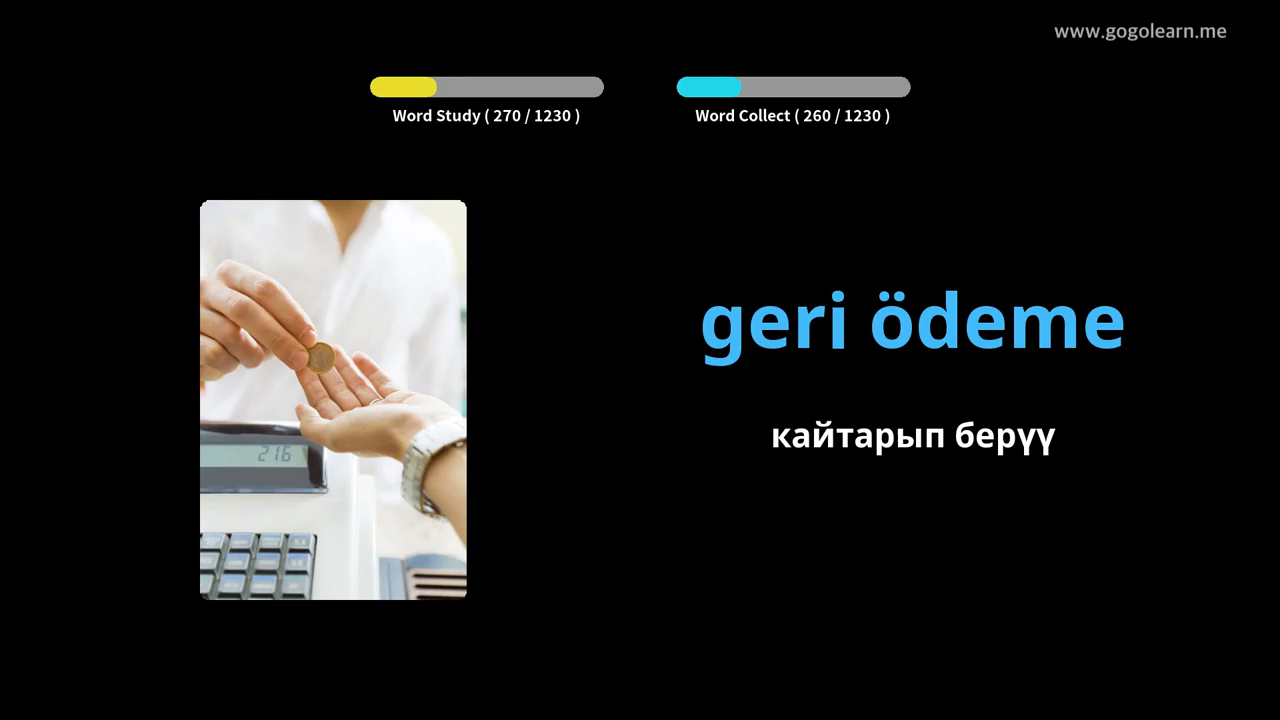 www.gogolearn.me
Word Study ( 270 / 1230 )
Word Collect ( 260 / 1230 )
geri ödeme
кайтарып берүү
216